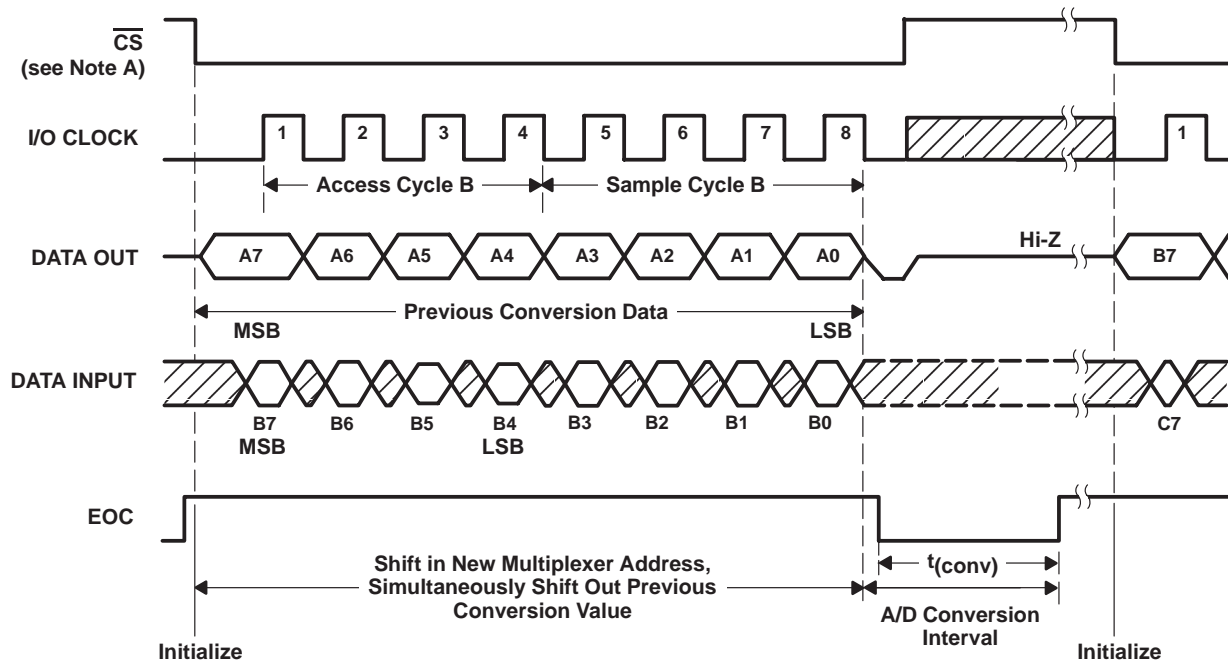 CS
(see Note A)
I/O CLOCK
1 2 3 4 5 6 7 8 1
Access Cycle B Sample Cycle B
DATA OUT
A7 A6 A5 A4 A3 A2 A1 A0 Hi-Z B7
Previous Conversion Data
MSB LSB
DATA INPUT
B7 B6 B5 B4 B3 B2 B1 B0 C7
MSB LSB
EOC
Shift in New Multiplexer Address,
Simultaneously Shift Out Previous
Conversion Value
t(conv)
A/D Conversion
Interval
Initialize Initialize